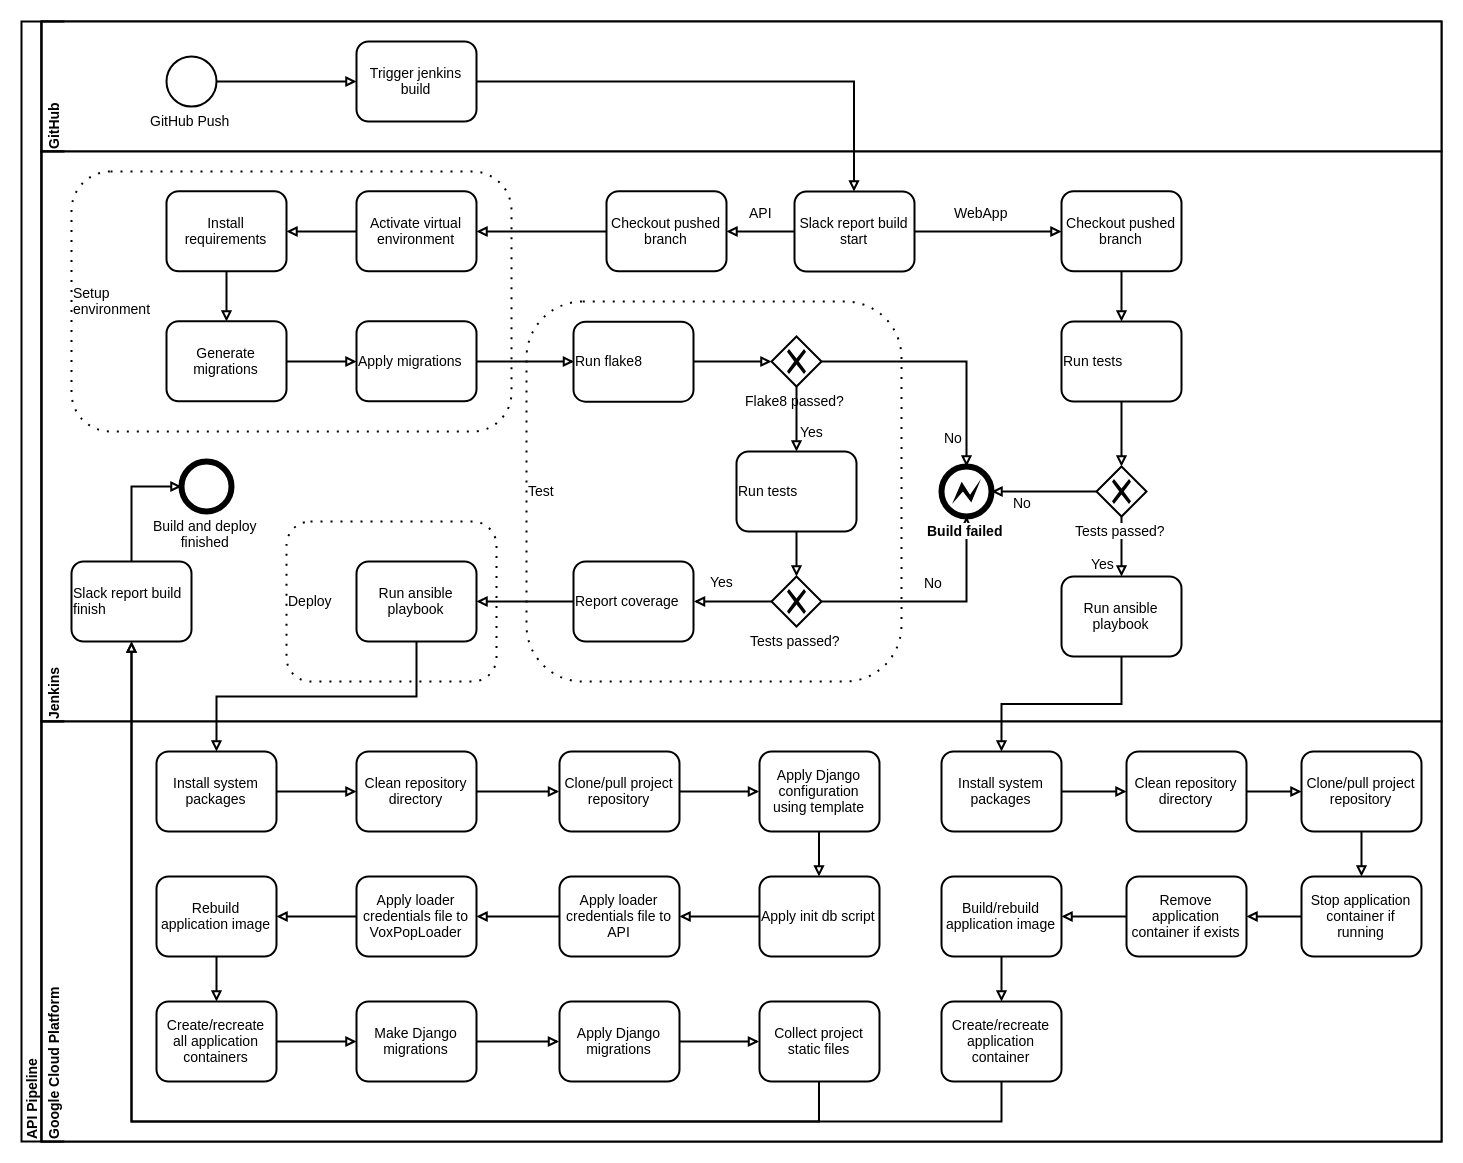 API Pipeline
GitHub
GitHub Push
Trigger jenkins
build
Jenkins
Setup
environment
Install
requirements
Activate virtual
environment
Checkout pushed
branch
API
Slack report build
start
WebApp
Checkout pushed
branch
Generate
migrations
Apply migrations
Run flake8
Flake8 passed?
Yes
No
Run tests
Test
Run tests
Build failed
No
Tests passed?
Yes
Build and deploy
finished
Slack report build
finish
Deploy
Run ansible
playbook
Report coverage
Yes
Tests passed?
No
Run ansible
playbook
Google Cloud Platform
Install system
packages
Clean repository
directory
Clone/pull project
repository
Apply Django
configuration
using template
Install system
packages
Clean repository
directory
Clone/pull project
repository
Rebuild
application image
Apply loader
credentials file to
VoxPopLoader
Apply loader
credentials file to
API
Apply init db script
Build/rebuild
application image
Remove
application
container if exists
Stop application
container if
running
Create/recreate
all application
containers
Make Django
migrations
Apply Django
migrations
Collect project
static files
Create/recreate
application
container